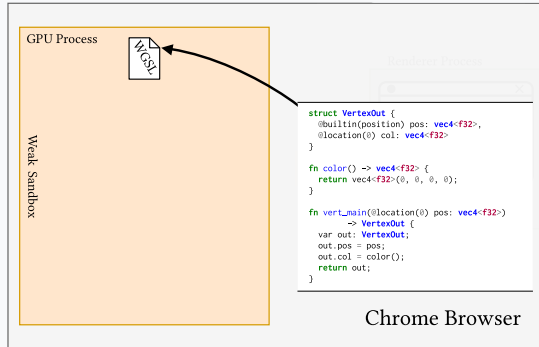 GPU Process
WGSL
Weak Sandbox
Renderer Process
struct VertexOut {
  @builtin(position) pos: vec4<f32>,
  @location(0) col: vec4<f32>
}
fn color() -> vec4<f32> {
  return vec4<f32>(0, 0, 0, 0);
}
fn vert_main(@location(0) pos: vec4<f32>)
        -> VertexOut {
  var out: VertexOut;
  out.pos = pos;
  out.col = color();
  return out;
}
Chrome Browser